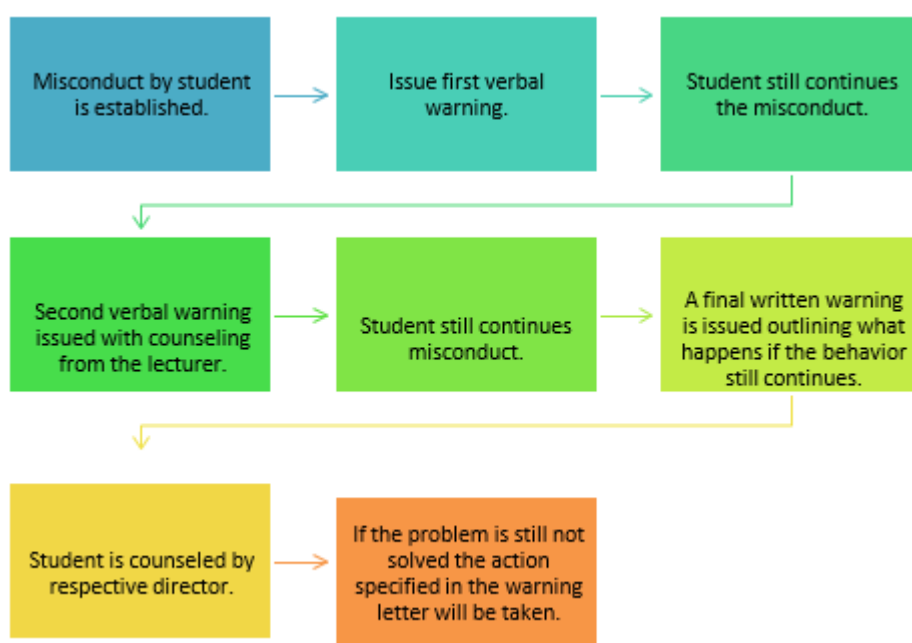 Misconduct by student
is established.
Issue first verbal
warning.
Student still continues
the misconduct.
Second verbal warning
issued with counseling
from the lecturer.
Student still continues
misconduct.
A final written warning
is issued outlining what
happens if the behavior
still continues.
Student is counseled by
respective director.
If the problem is still not
solved the action
specified in the warning
letter will be taken.